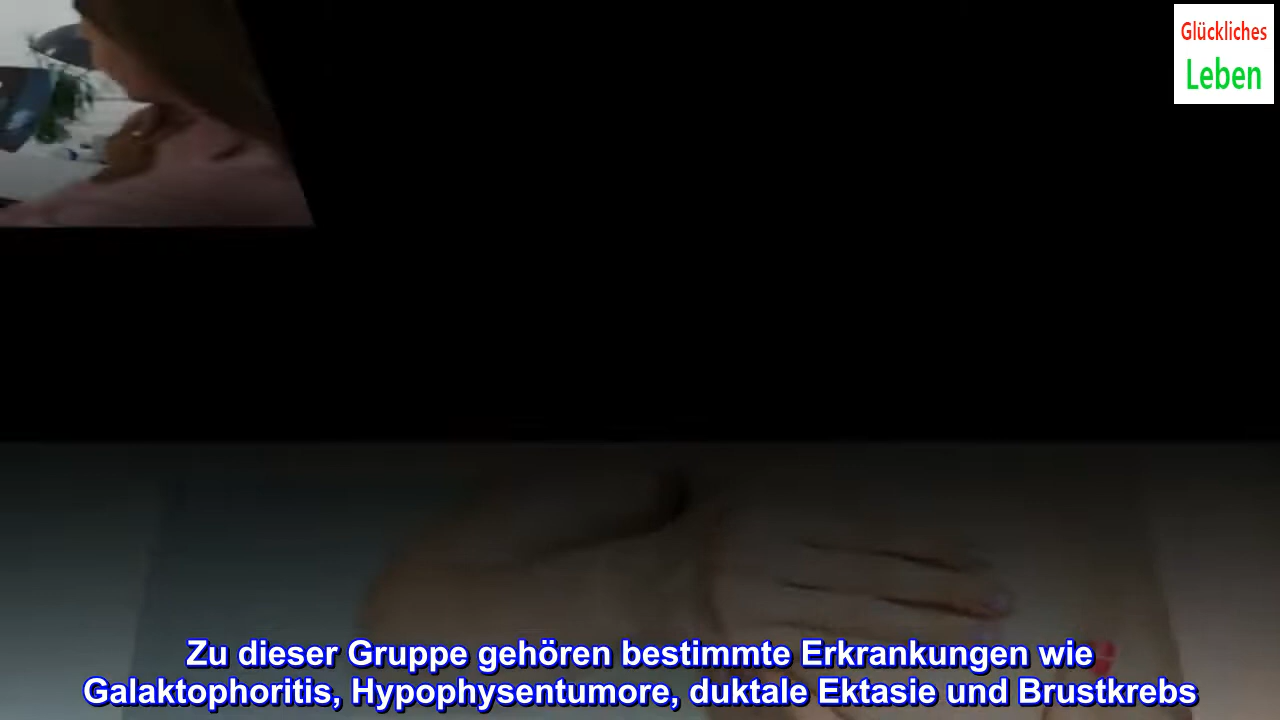 Glückliches
Leben
Zu dieser Gruppe gehören bestimmte Erkrankungen wie
Galaktophoritis, Hypophysentumore, duktale Ektasie und Brustkrebs